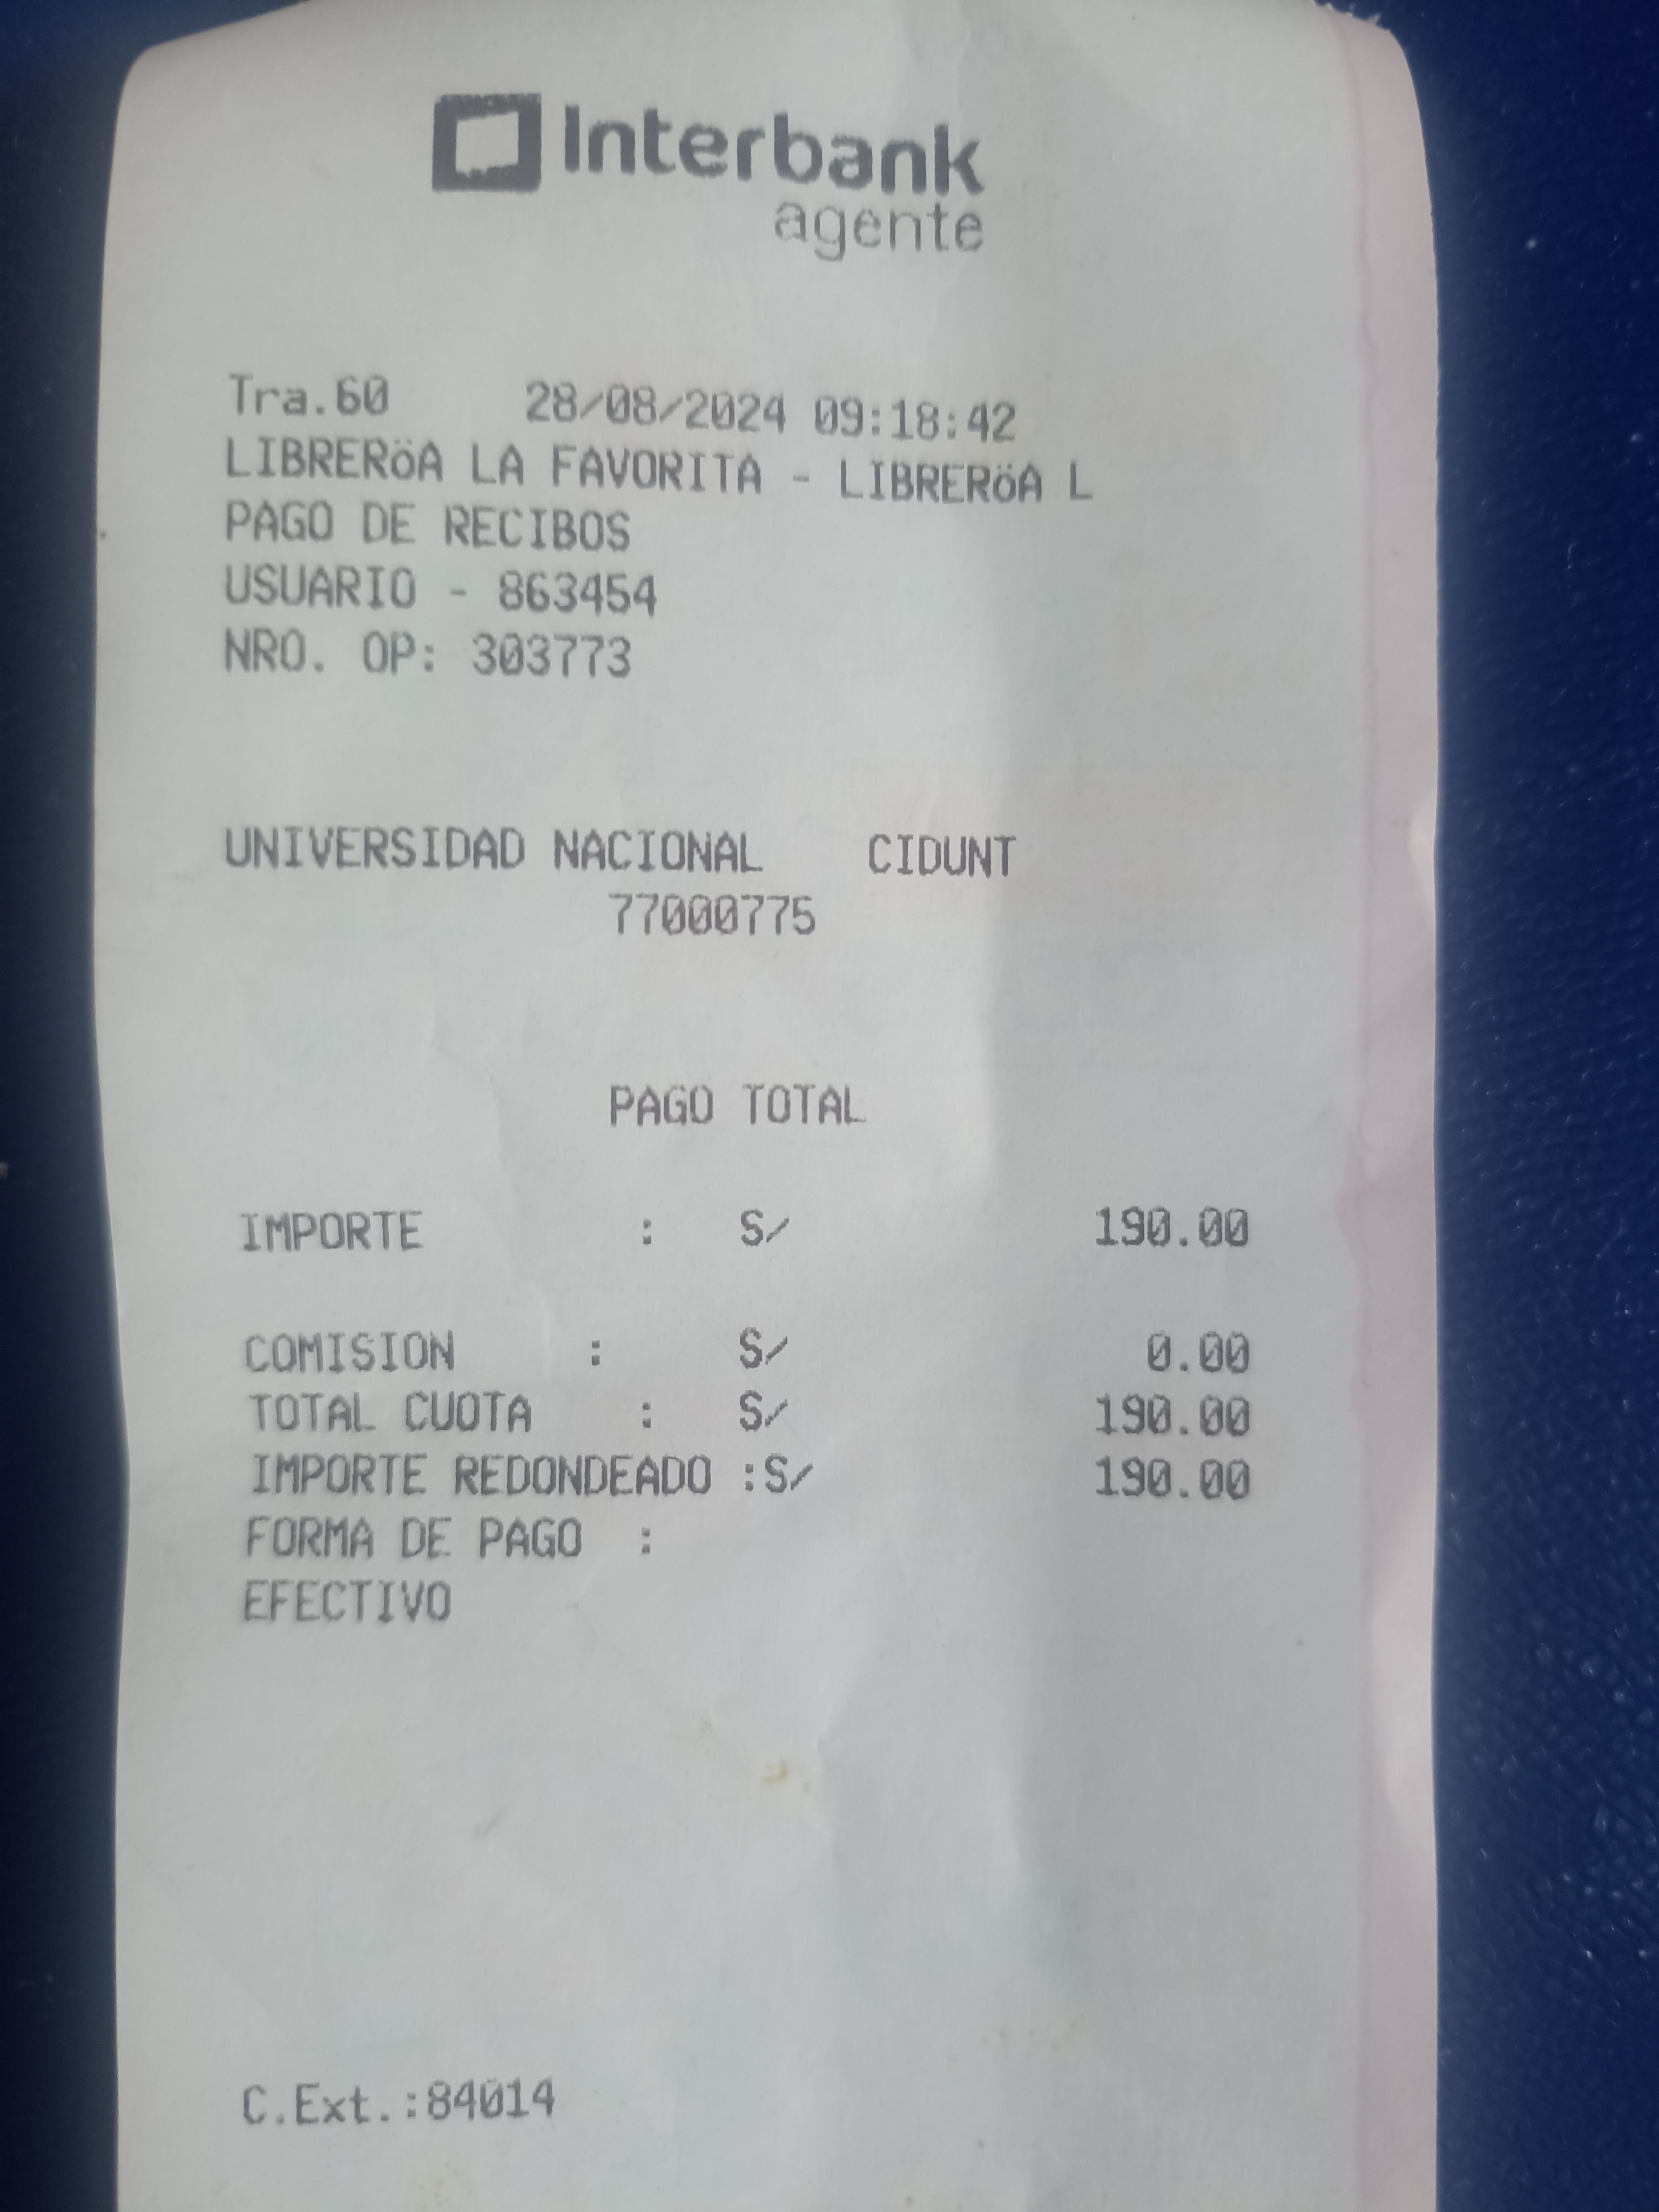 Interbank
agente
Tra.60 28/08/2024 09:18:42
LIBRERöA LA FAVORITA - LIBRERöA L
PAGO DE RECIBOS
USUARIO - 863454
NRO. OP: 303773
UNIVERSIDAD NACIONAL CIDUNT
77000775
PAGO TOTAL
IMPORTE : S/ 190.00
COMISION : S/ 0.00
TOTAL CUOTA : S/ 190.00
IMPORTE REDONDEADO :S/ 190.00
FORMA DE PAGO :
EFECTIVO
C.Ext.:84014